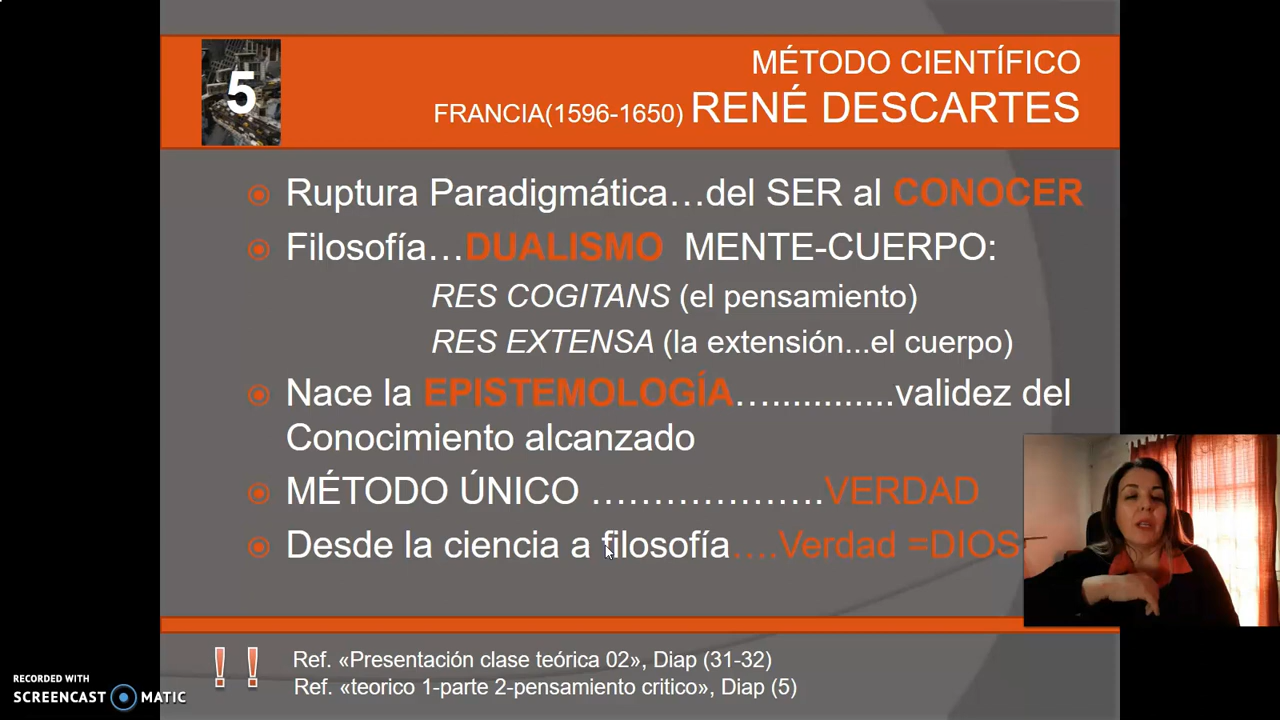 5
MÉTODO CIENTÍFICO
FRANCIA(1596-1650) RENÉ DESCARTES
Ruptura Paradigmática…del SER al CONOCER
Filosofía…DUALISMO MENTE-CUERPO:
RES COGITANS (el pensamiento)
RES EXTENSA (la extensión...el cuerpo)
Nace la EPISTEMOLOGÍA…............validez del
Conocimiento alcanzado
MÉTODO ÚNICO …………………VERDAD
Desde la ciencia a filosofía….Verdad =DIOS
! !
Ref. «Presentación clase teórica 02», Diap (31-32)
Ref. «teorico 1-parte 2-pensamiento critico», Diap (5)
RECORDED WITH
SCREENCAST MATIC